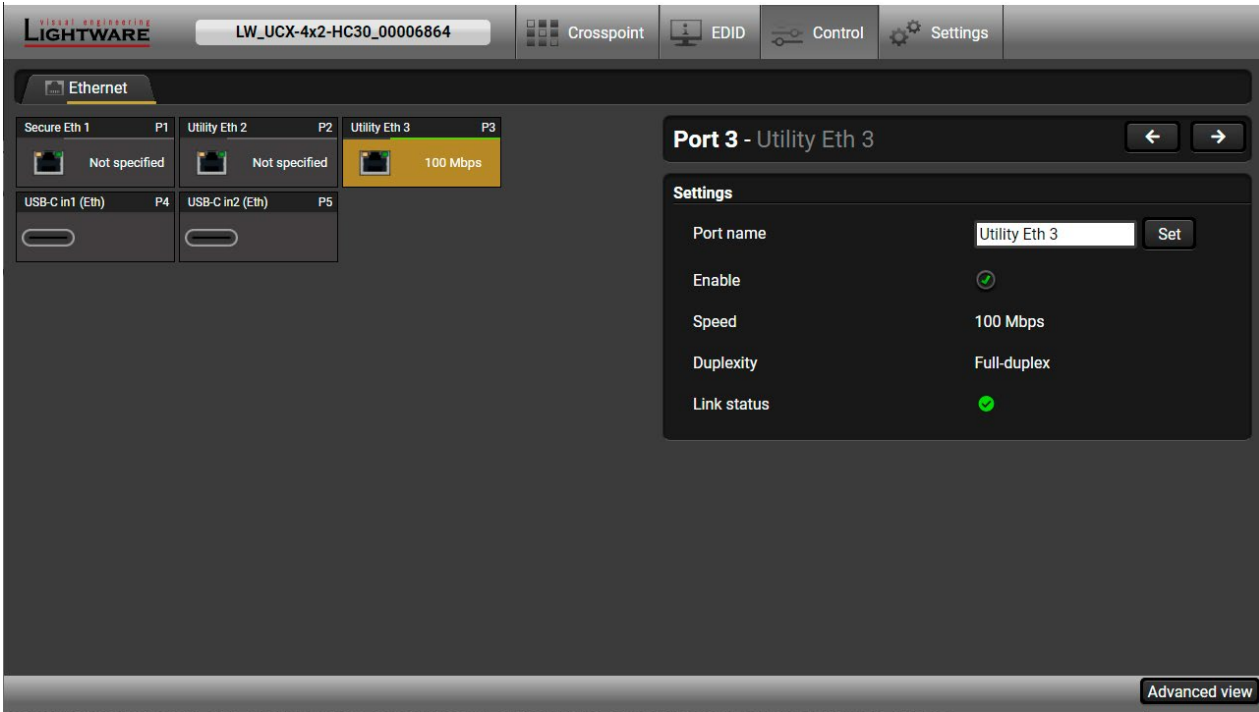 visual engineering
LIGHTWARE
LW_UCX-4x2-HC30_00006864
Crosspoint
EDID
Control
Settings
Ethernet
Secure Eth 1 P1
Not specified
Utility Eth 2 P2
Not specified
Utility Eth 3 P3
100 Mbps
USB-C in1 (Eth) P4
USB-C in2 (Eth) P5
Port 3 - Utility Eth 3
Settings
Port name Utility Eth 3 Set
Enable
Speed 100 Mbps
Duplexity Full-duplex
Link status
Advanced view